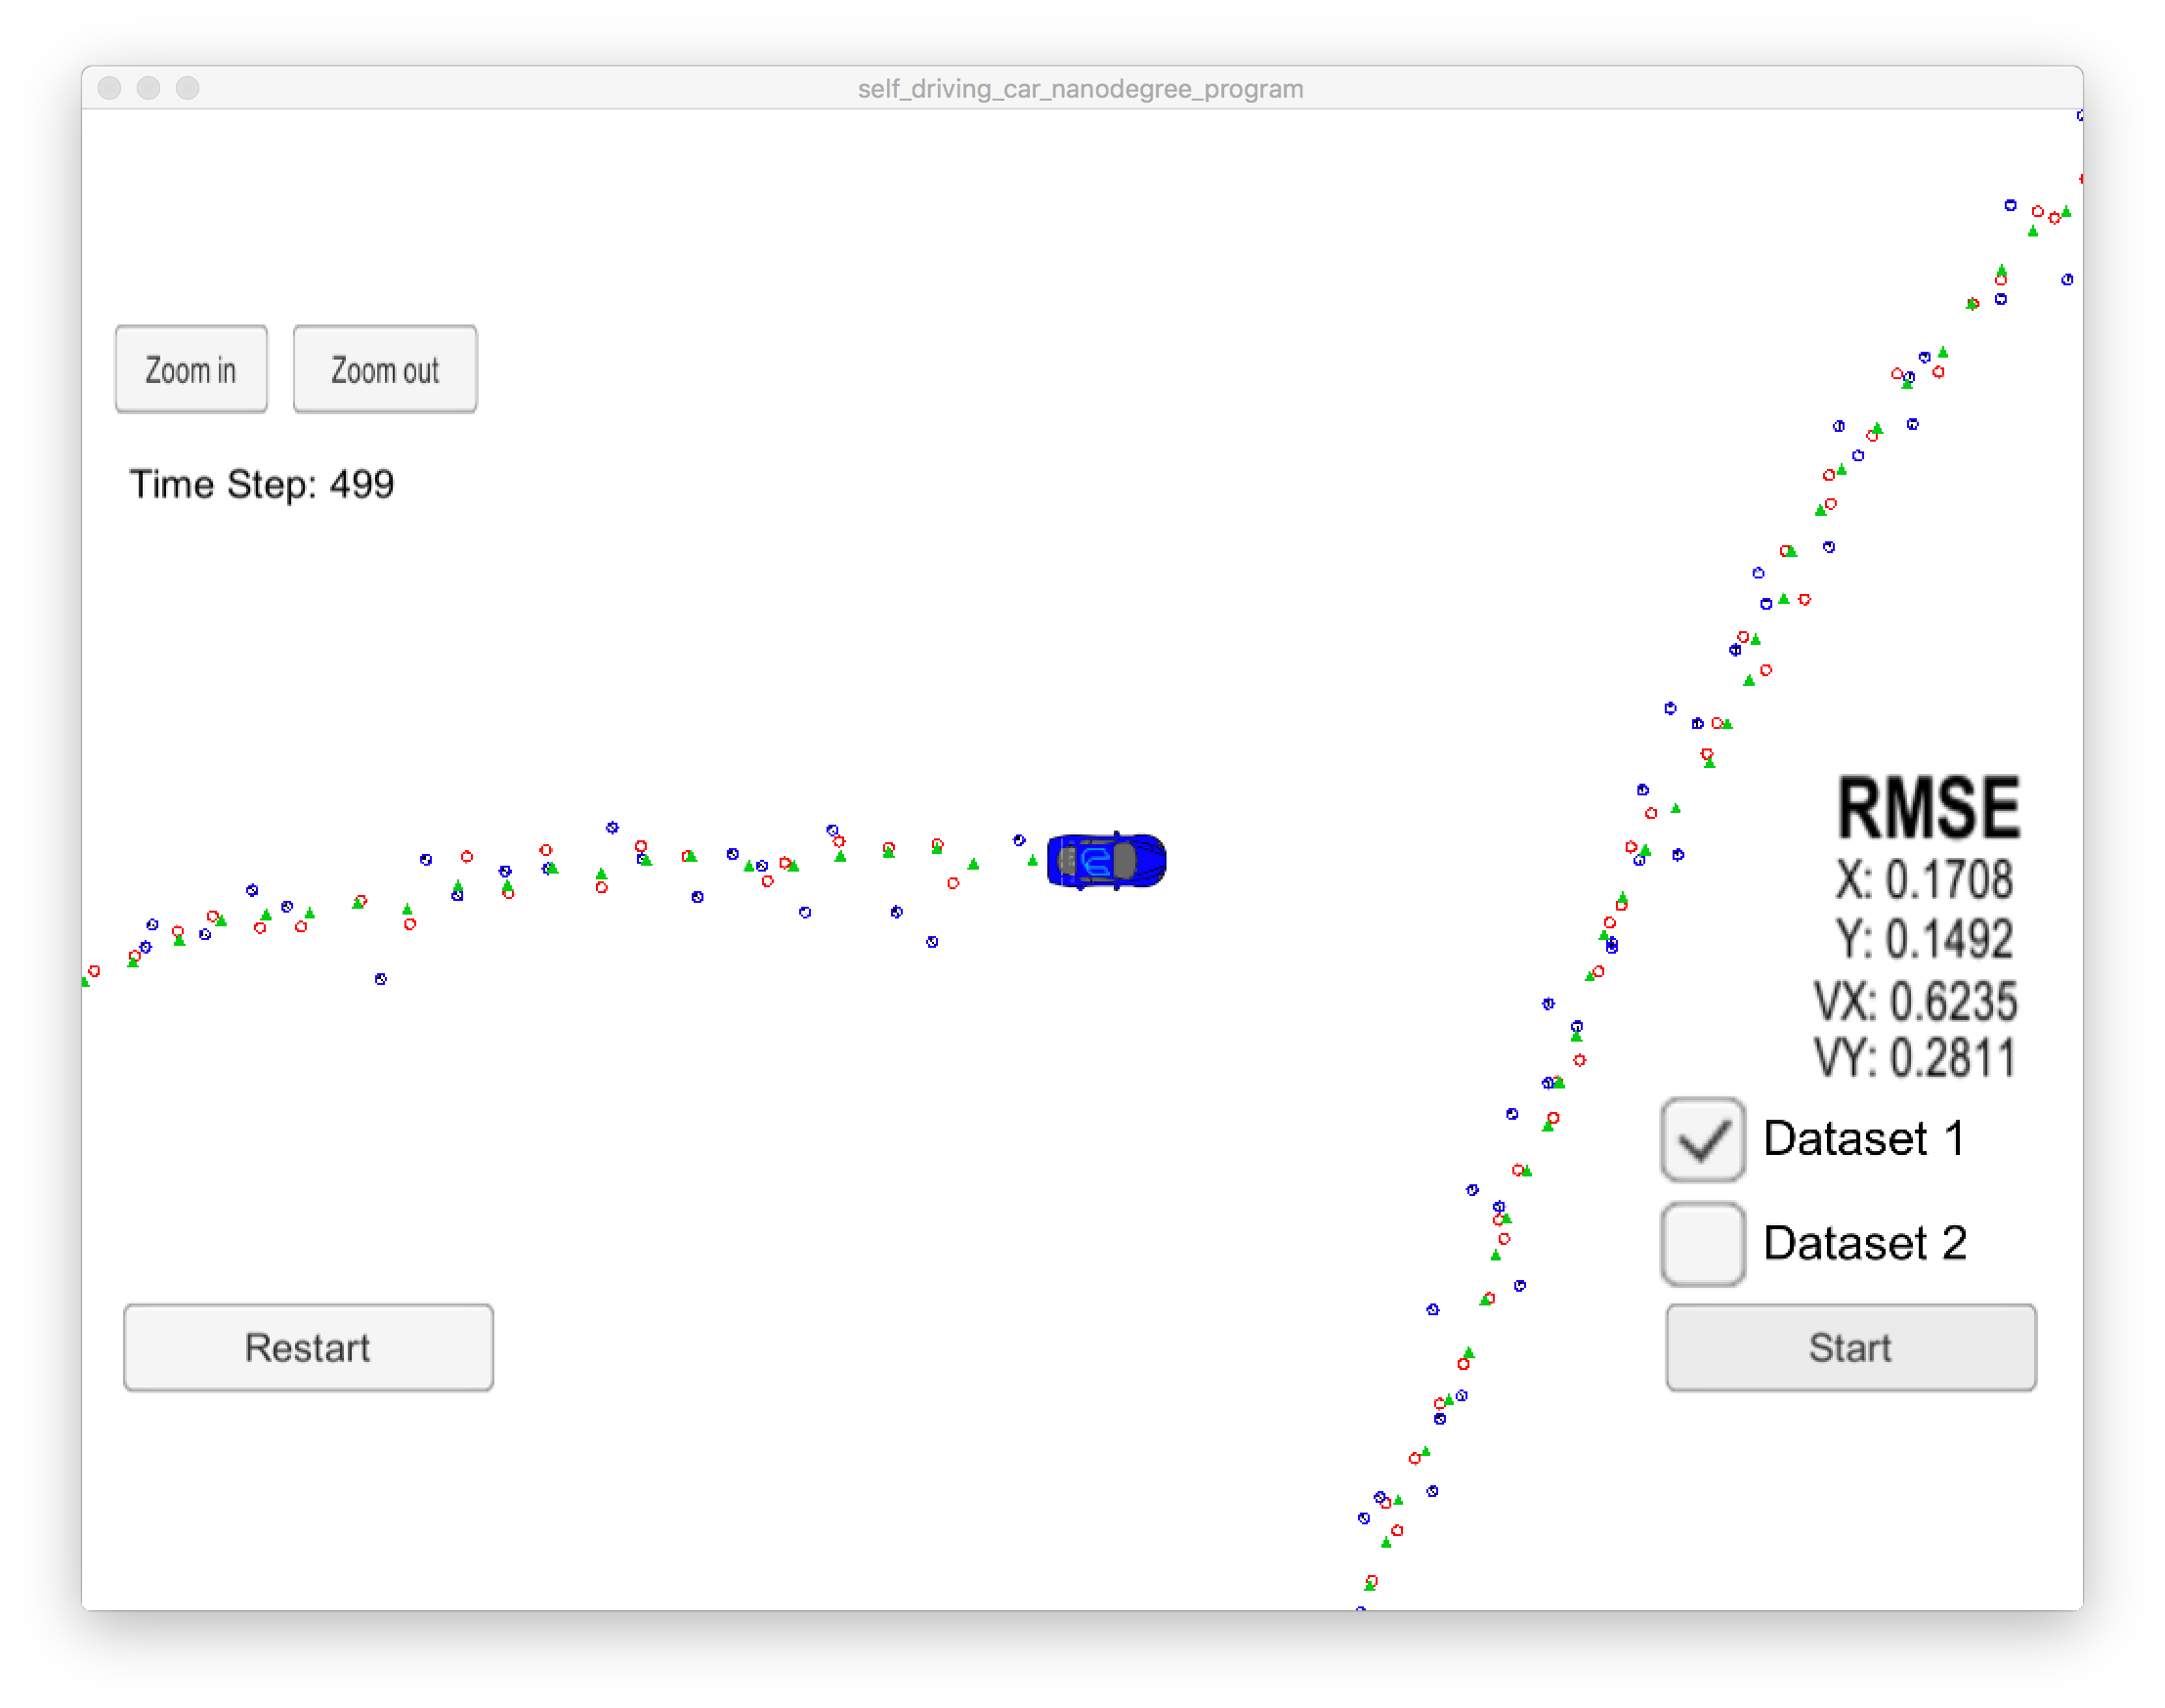 self_driving_car_nanodegree_program
Zoom in
Zoom out
Time Step: 499
RMSE
X: 0.1708
Y: 0.1492
VX: 0.6235
VY: 0.2811
Dataset 1
Dataset 2
Restart
Start